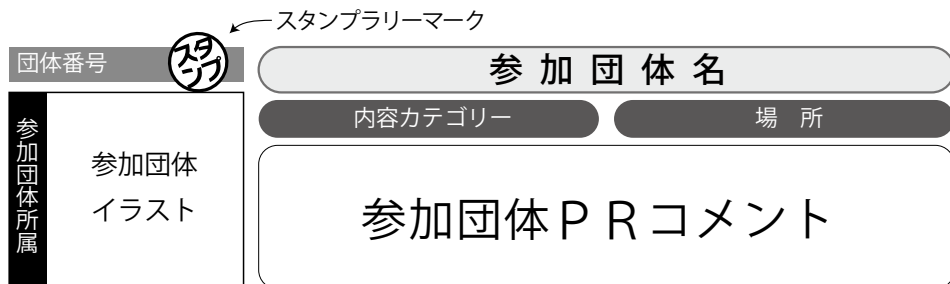 スタンプラリーマーク
団体番号
スタ
ンプ
参加団体名
内容カテゴリー
場　所
参加団体所属
参加団体
イラスト
参加団体ＰＲコメント